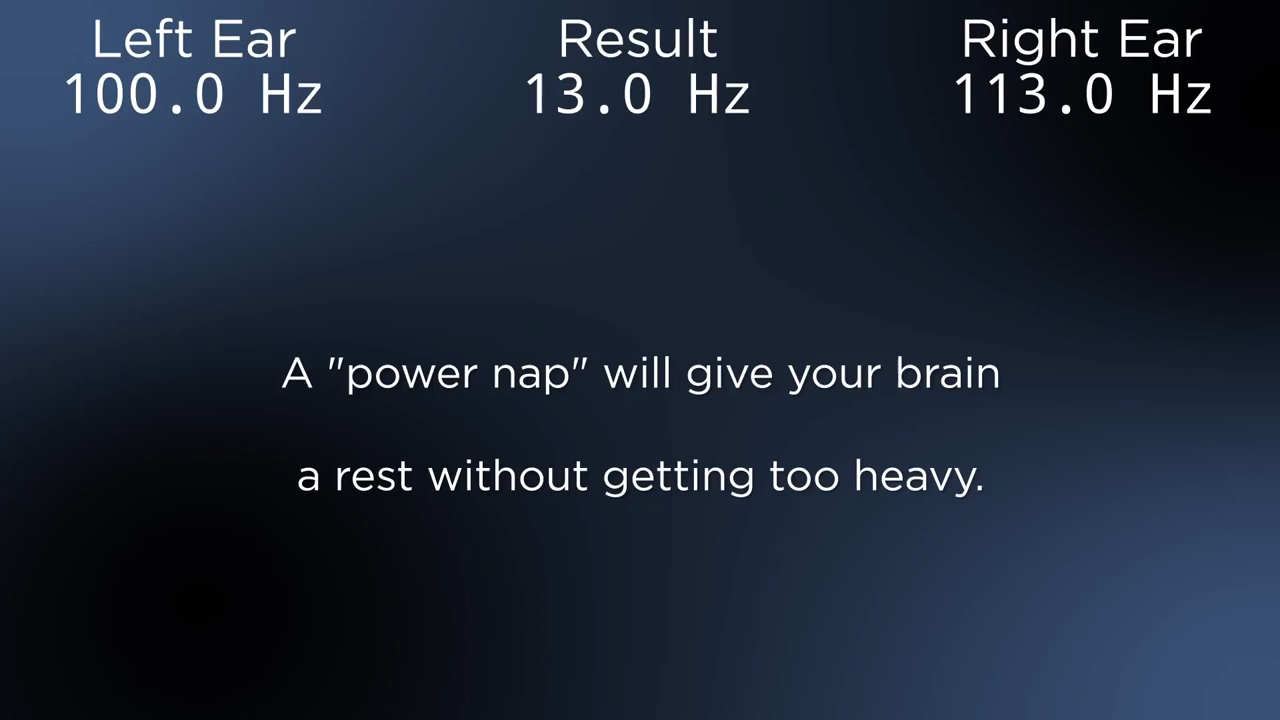 Left Ear
100.0 Hz
Result
13.0 Hz
Right Ear
113.0 Hz
A "power nap" will give your brain
a rest without getting too heavy.